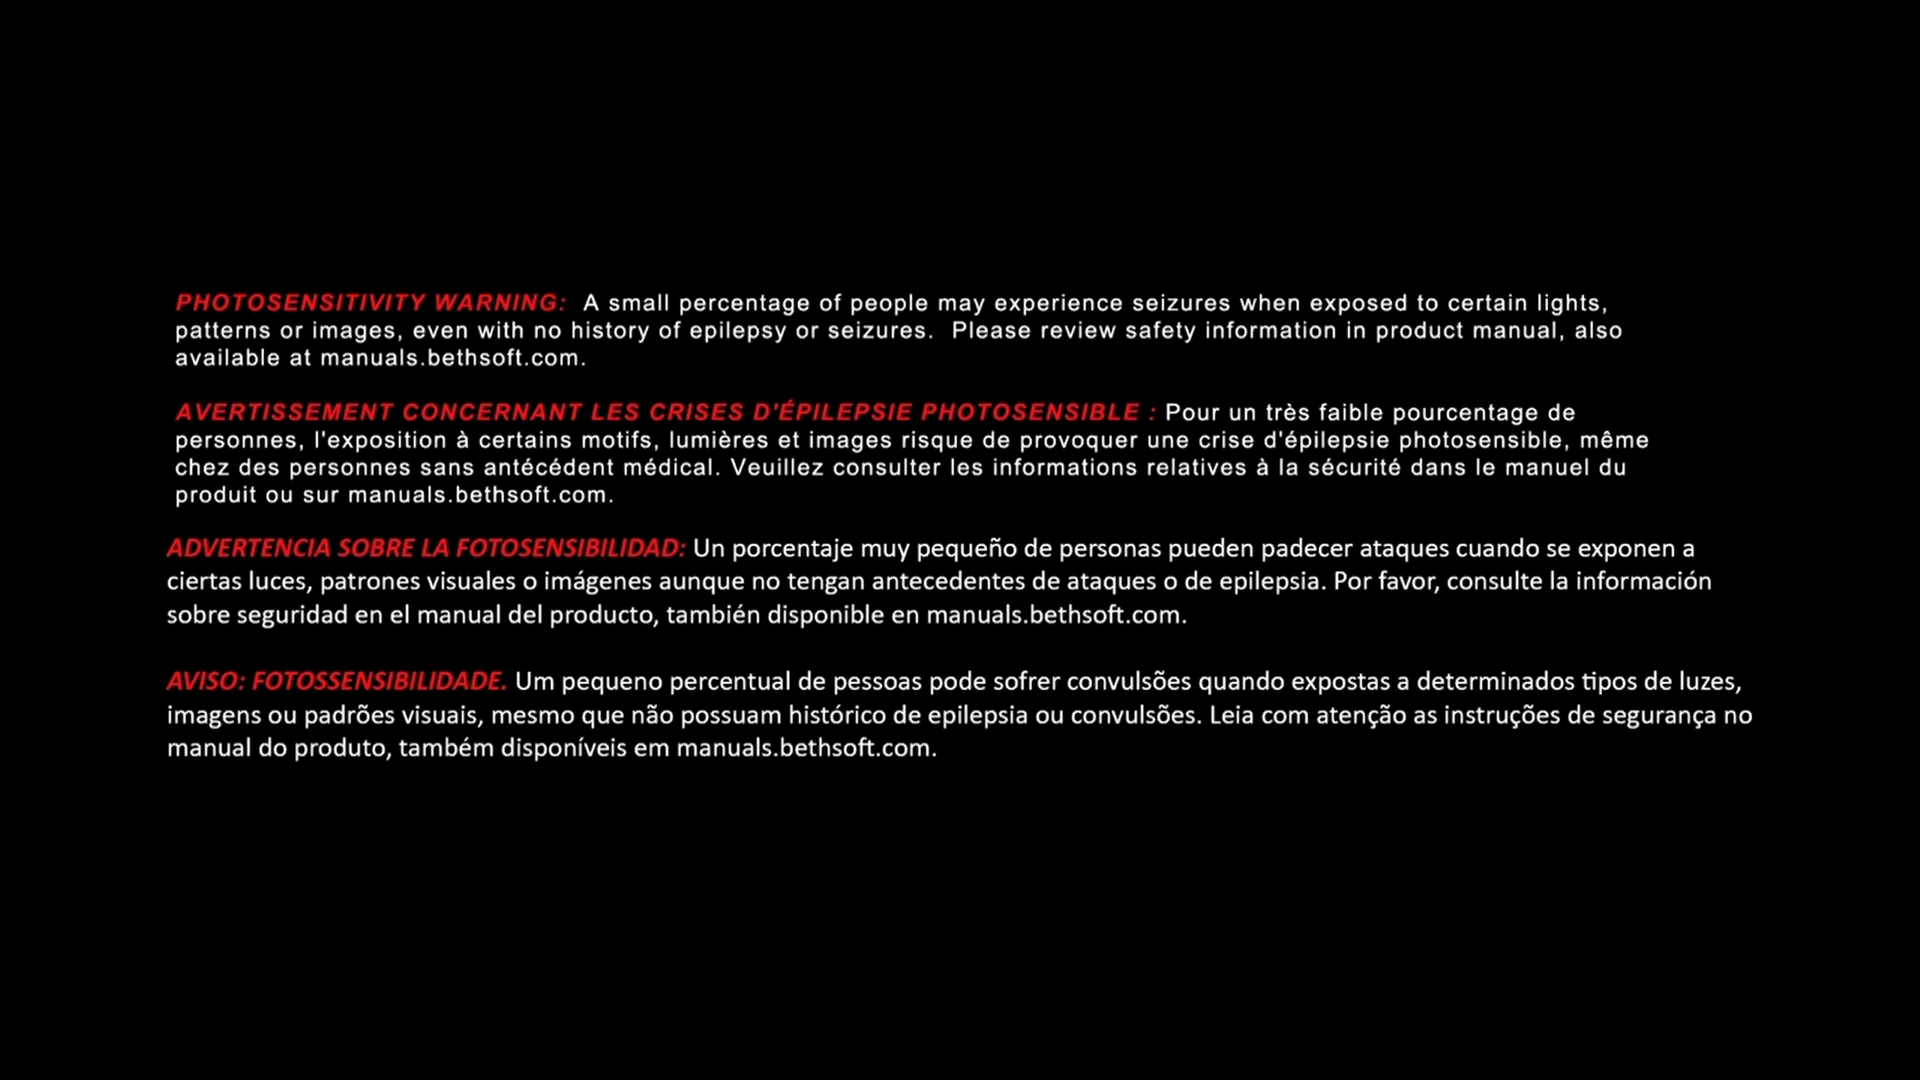 PHOTOSENSITIVITY WARNING:  A small percentage of people may experience seizures when exposed to certain lights,
patterns or images, even with no history of epilepsy or seizures.  Please review safety information in product manual, also
available at manuals.bethsoft.com.
AVERTISSEMENT CONCERNANT LES CRISES D'ÉPILEPSIE PHOTOSENSIBLE : Pour un très faible pourcentage de
personnes, l'exposition à certains motifs, lumières et images risque de provoquer une crise d'épilepsie photosensible, même
chez des personnes sans antécédent médical. Veuillez consulter les informations relatives à la sécurité dans le manuel du
produit ou sur manuals.bethsoft.com.
ADVERTENCIA SOBRE LA FOTOSENSIBILIDAD: Un porcentaje muy pequeño de personas pueden padecer ataques cuando se exponen a
ciertas luces, patrones visuales o imágenes aunque no tengan antecedentes de ataques o de epilepsia. Por favor, consulte la información
sobre seguridad en el manual del producto, también disponible en manuals.bethsoft.com.
AVISO: FOTOSSENSIBILIDADE. Um pequeno percentual de pessoas pode sofrer convulsões quando expostas a determinados tipos de luzes,
imagens ou padrões visuais, mesmo que não possuam histórico de epilepsia ou convulsões. Leia com atenção as instruções de segurança no
manual do produto, também disponíveis em manuals.bethsoft.com.